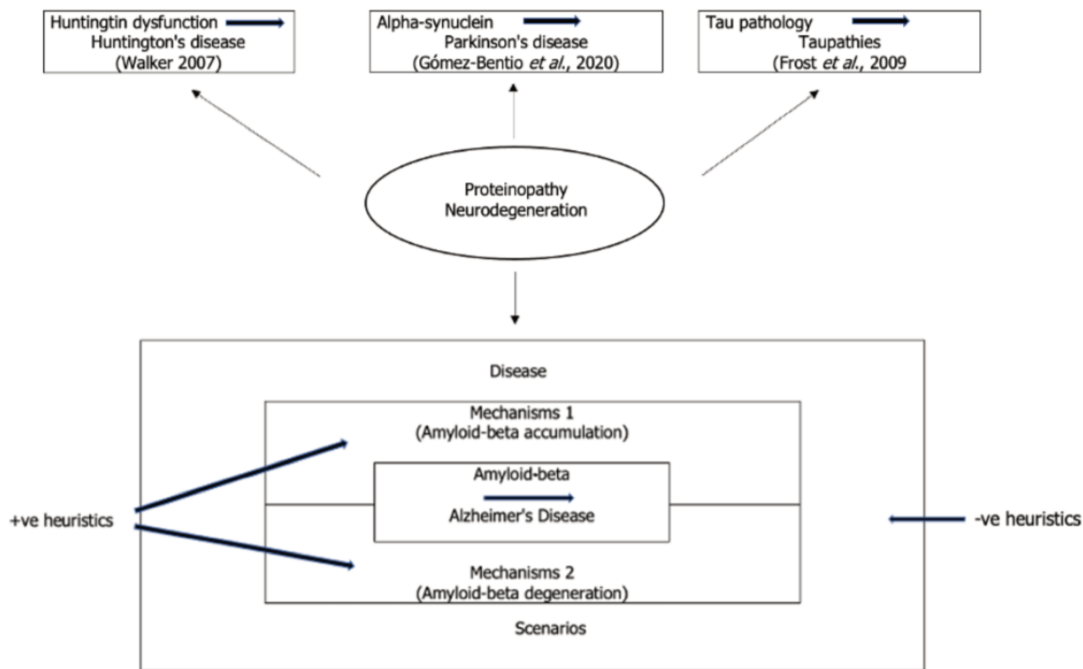 Huntingtin dysfunction
Huntington's disease
(Walker 2007)
Alpha-synuclein
Parkinson's disease
(Gómez-Bentio et al., 2020)
Tau pathology
Taupathies
(Frost et al., 2009
Proteinopathy
Neurodegeneration
Disease
Mechanisms 1
(Amyloid-beta accumulation)
Amyloid-beta
Alzheimer's Disease
+ve heuristics
-ve heuristics
Mechanisms 2
(Amyloid-beta degeneration)
Scenarios